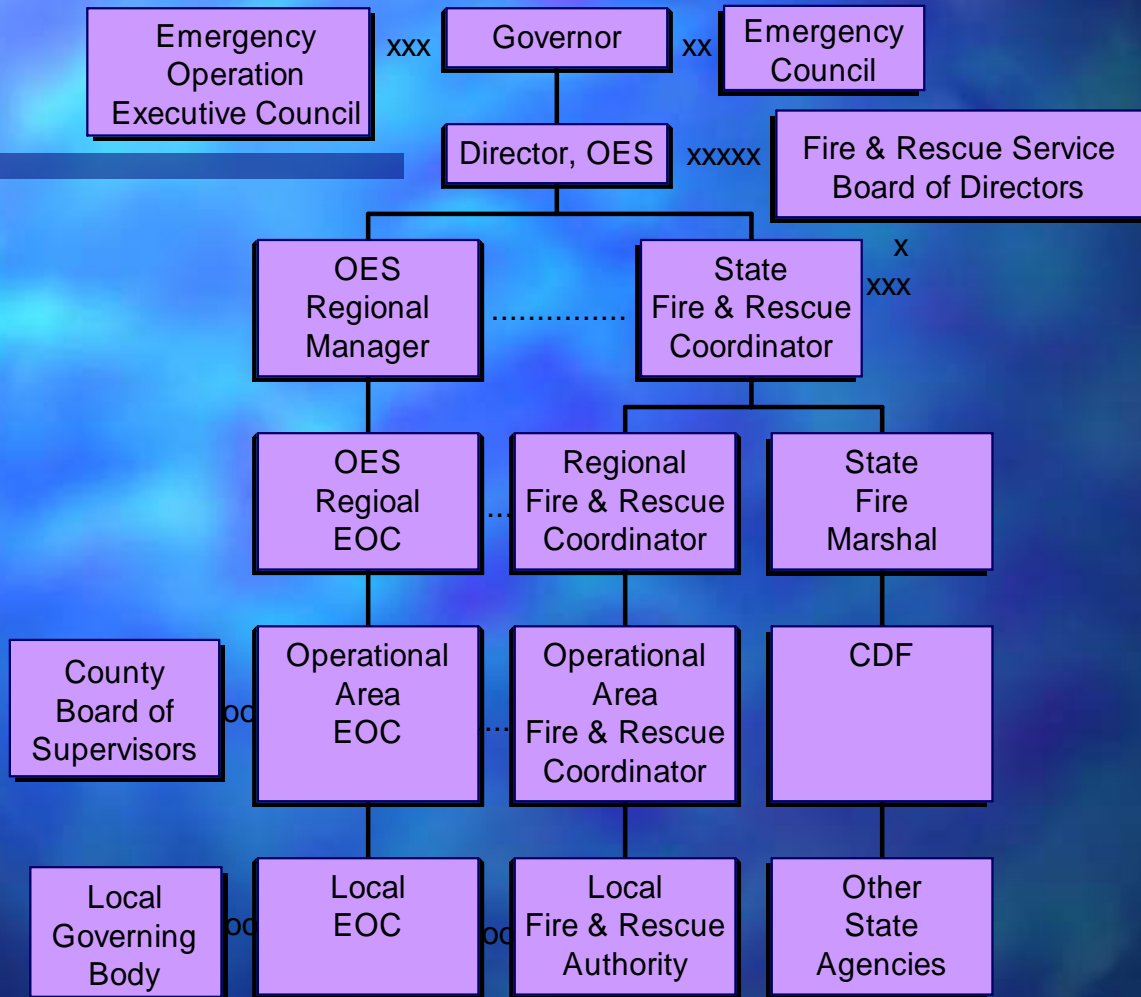 Emergency
Operation
Executive Council
xxx
Governor
xx
Emergency
Council
Director, OES
xxxxx
Fire & Rescue Service
Board of Directors
x
xxx
OES
Regional
Manager
...............
State
Fire & Rescue
Coordinator
OES
Regioal
EOC
...
Regional
Fire & Rescue
Coordinator
State
Fire
Marshal
County
Board of
Supervisors
oo
Operational
Area
EOC
...
Operational
Area
Fire & Rescue
Coordinator
CDF
Local
Governing
Body
oo
Local
EOC
oo
Local
Fire & Rescue
Authority
Other
State
Agencies